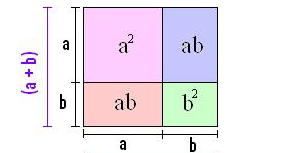 (a + b)
a
a² ab
b
ab b²
a b